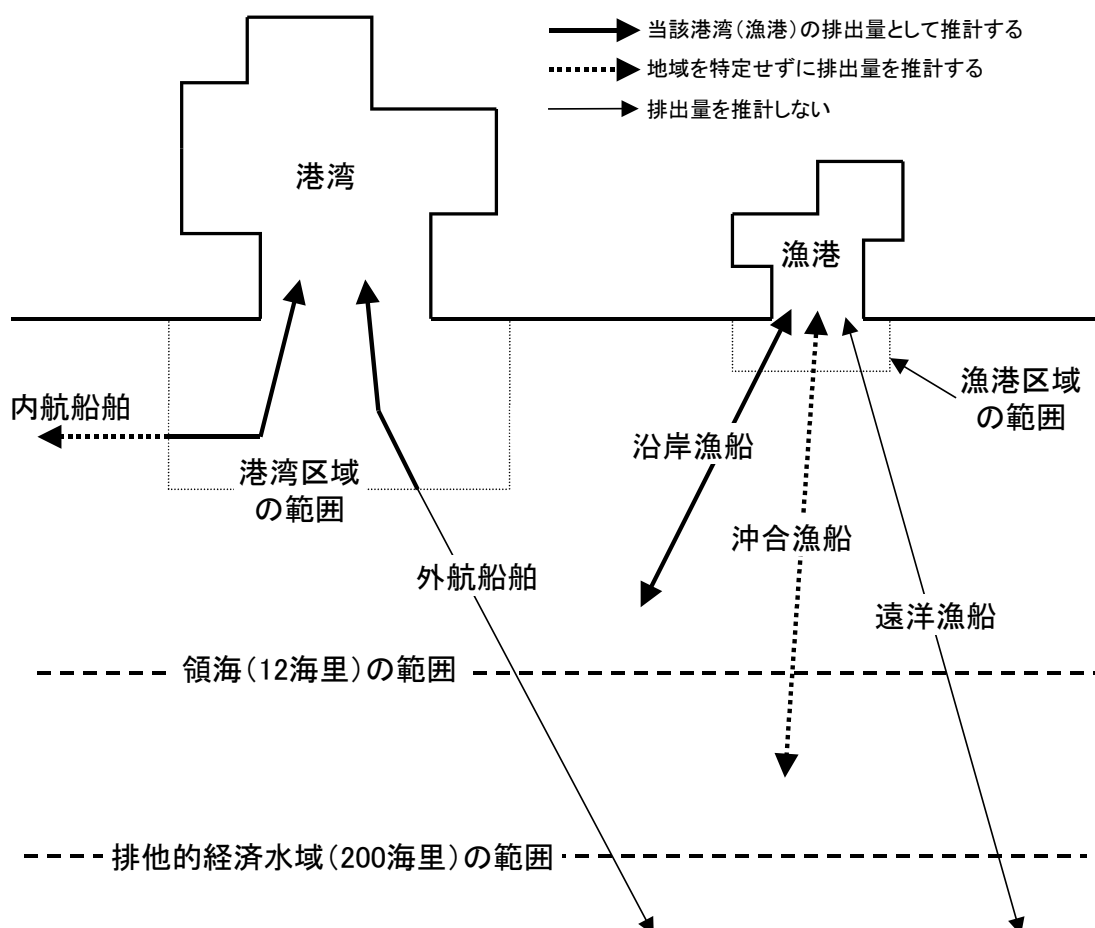 当該港湾(漁港)の排出量として推計する
地域を特定せずに排出量を推計する
排出量を推計しない
港湾
漁港
内航船舶
港湾区域
の範囲
漁港区域
の範囲
沿岸漁船
沖合漁船
外航船舶
遠洋漁船
領海(12海里)の範囲
排他的経済水域(200海里)の範囲